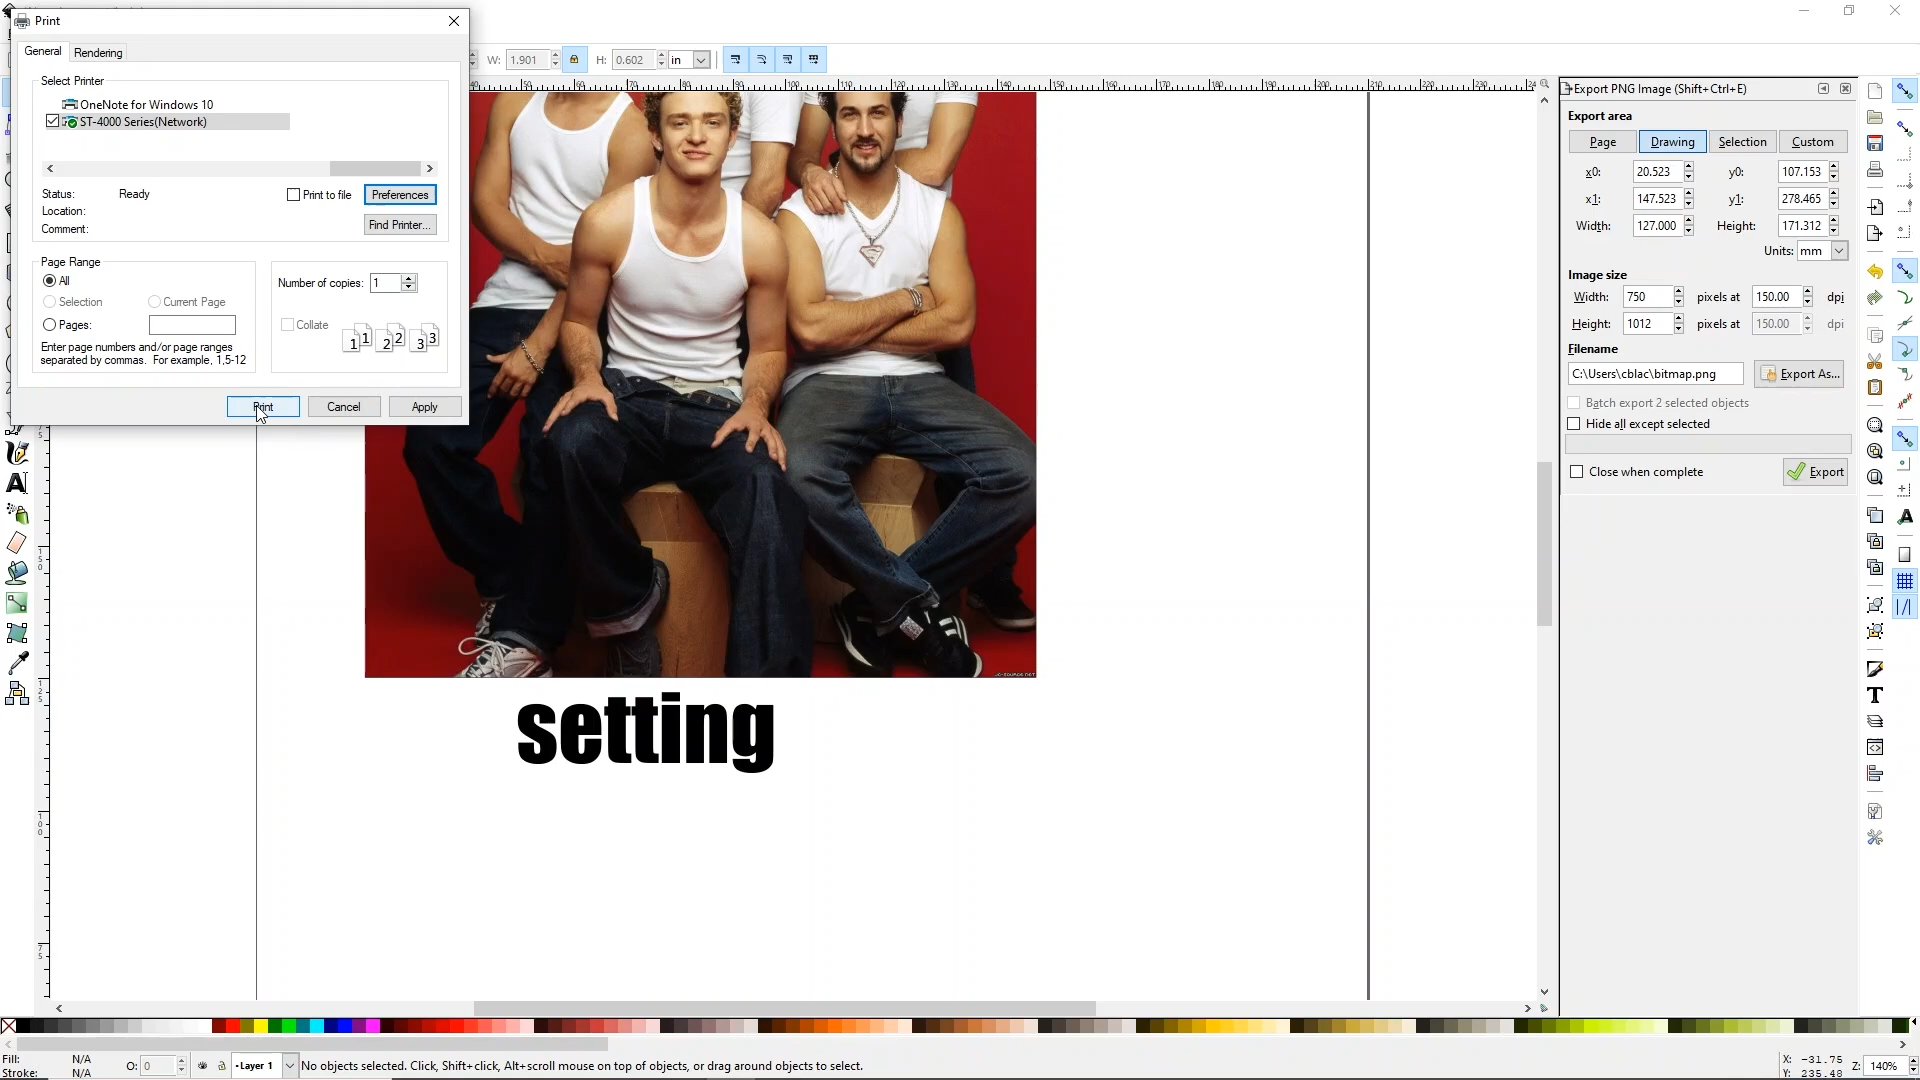 Print
General
Rendering
W:
1.901
H:
0.602
in
Select Printer
OneNote for Windows 10
ST-4000 Series(Network)
Status:
Ready
Print to file
Preferences
Location:
Comment:
Find Printer...
Page Range
All
Selection
Current Page
Pages:
Enter page numbers and/or page ranges
separated by commas. For example, 1,5-12
Number of copies:
1
Collate
1 1 2 2 3 3
Print
Cancel
Apply
Export PNG Image (Shift+Ctrl+E)
Export area
Page
Drawing
Selection
Custom
x0:
20.523
y0:
107.153
x1:
147.523
y1:
278.465
Width:
127.000
Height:
171.312
Units:
mm
Image size
Width:
750
pixels at
150.00
dpi
Height:
1012
pixels at
150.00
dpi
Filename
C:\Users\cblac\bitmap.png
Export As...
Batch export 2 selected objects
Hide all except selected
Close when complete
Export
setting
Fill:
N/A
Stroke:
N/A
O:
0
•Layer 1
No objects selected. Click, Shift+click, Alt+scroll mouse on top of objects, or drag around objects to select.
X: -31.75
Y: 235.48
Z:
140%